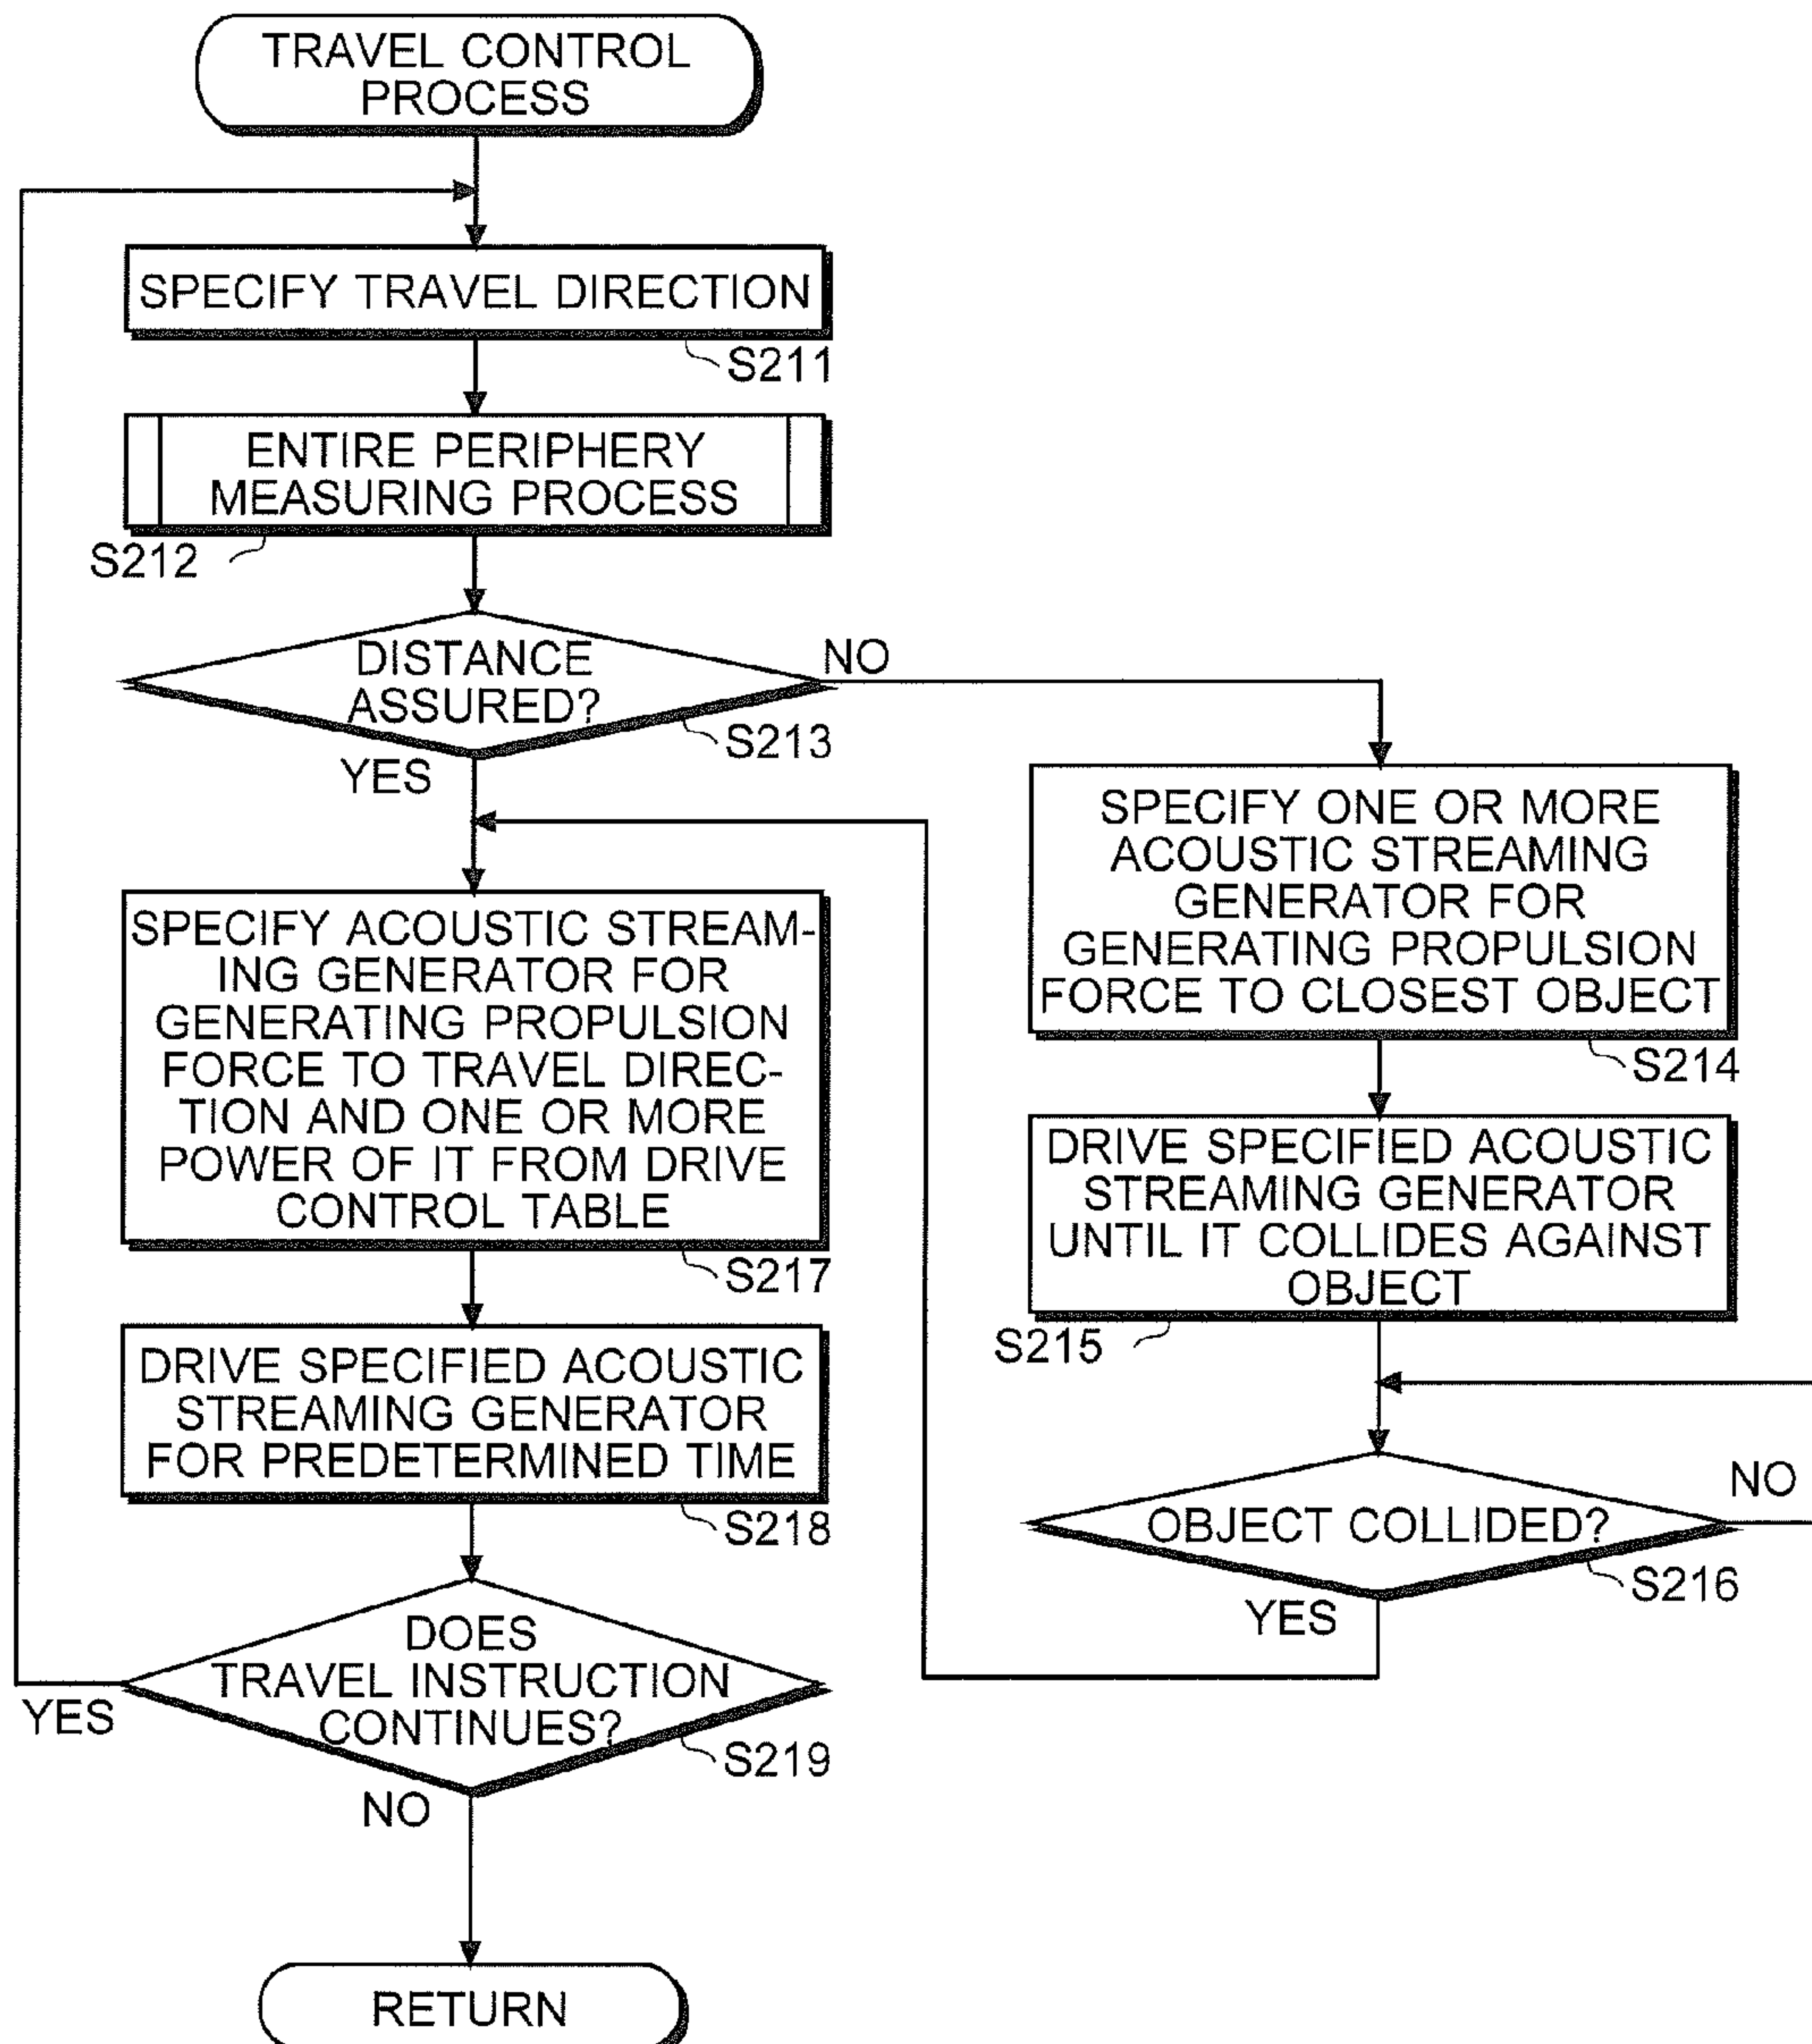 TRAVEL CONTROL
PROCESS
SPECIFY TRAVEL DIRECTION
S211
ENTIRE PERIPHERY
MEASURING PROCESS
S212
DISTANCE
ASSURED?
NO
S213
YES
SPECIFY ONE OR MORE
ACOUSTIC STREAMING
GENERATOR FOR
GENERATING PROPULSION
FORCE TO CLOSEST OBJECT
S214
DRIVE SPECIFIED ACOUSTIC
STREAMING GENERATOR
UNTIL IT COLLIDES AGAINST
OBJECT
S215
OBJECT COLLIDED?
NO
S216
YES
SPECIFY ACOUSTIC STREAM-
ING GENERATOR FOR
GENERATING PROPULSION
FORCE TO TRAVEL DIREC-
TION AND ONE OR MORE
POWER OF IT FROM DRIVE
CONTROL TABLE
S217
DRIVE SPECIFIED ACOUSTIC
STREAMING GENERATOR
FOR PREDETERMINED TIME
S218
DOES
TRAVEL INSTRUCTION
CONTINUES?
YES
S219
NO
RETURN